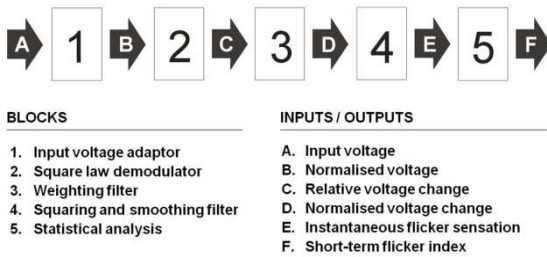 A 1 B 2 C 3 D 4 E 5 F
BLOCKS
1. Input voltage adaptor
2. Square law demodulator
3. Weighting filter
4. Squaring and smoothing filter
5. Statistical analysis
INPUTS / OUTPUTS
A. Input voltage
B. Normalised voltage
C. Relative voltage change
D. Normalised voltage change
E. Instantaneous flicker sensation
F. Short-term flicker index